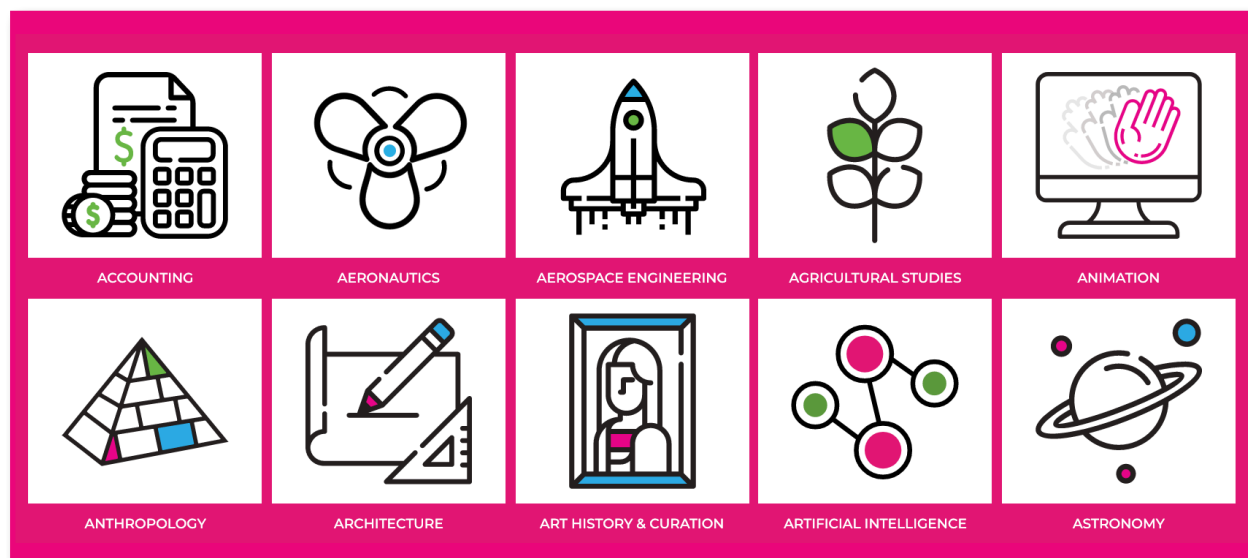 $
$
ACCOUNTING
AERONAUTICS
AEROSPACE ENGINEERING
AGRICULTURAL STUDIES
ANIMATION
ANTHROPOLOGY
ARCHITECTURE
ART HISTORY & CURATION
ARTIFICIAL INTELLIGENCE
ASTRONOMY